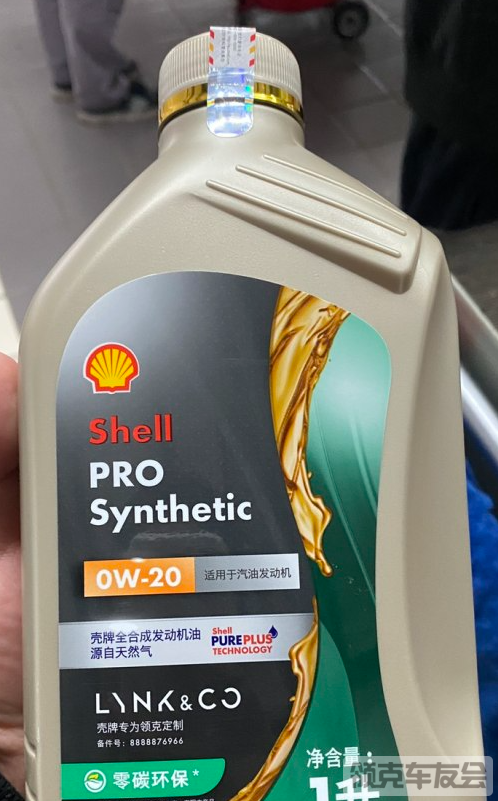 Shell
PRO
Synthetic
0W-20 适用于汽油发动机
壳牌全合成发动机油
源自天然气
Shell
PUREPLUS
TECHNOLOGY
LYNK & CO
壳牌专为领克定制
备件号：8888876966
零碳环保*
净含量：
1升
领克车友会